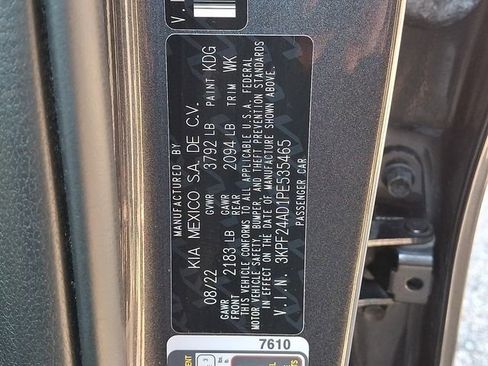 MANUFACTURED BY
KIA MEXICO S.A. DE C.V.
08/22 GVWR 3792 LB PAINT KDG
GAWR FRONT 2183 LB GAWR REAR 2094 LB TRIM WK
THIS VEHICLE CONFORMS TO ALL APPLICABLE U.S.A. FEDERAL
MOTOR VEHICLE SAFETY, BUMPER, AND THEFT PREVENTION STANDARDS
IN EFFECT ON THE DATE OF MANUFACTURE SHOWN ABOVE.
V.I.N. 3KPF24AD1PE535465
PASSENGER CAR
7610